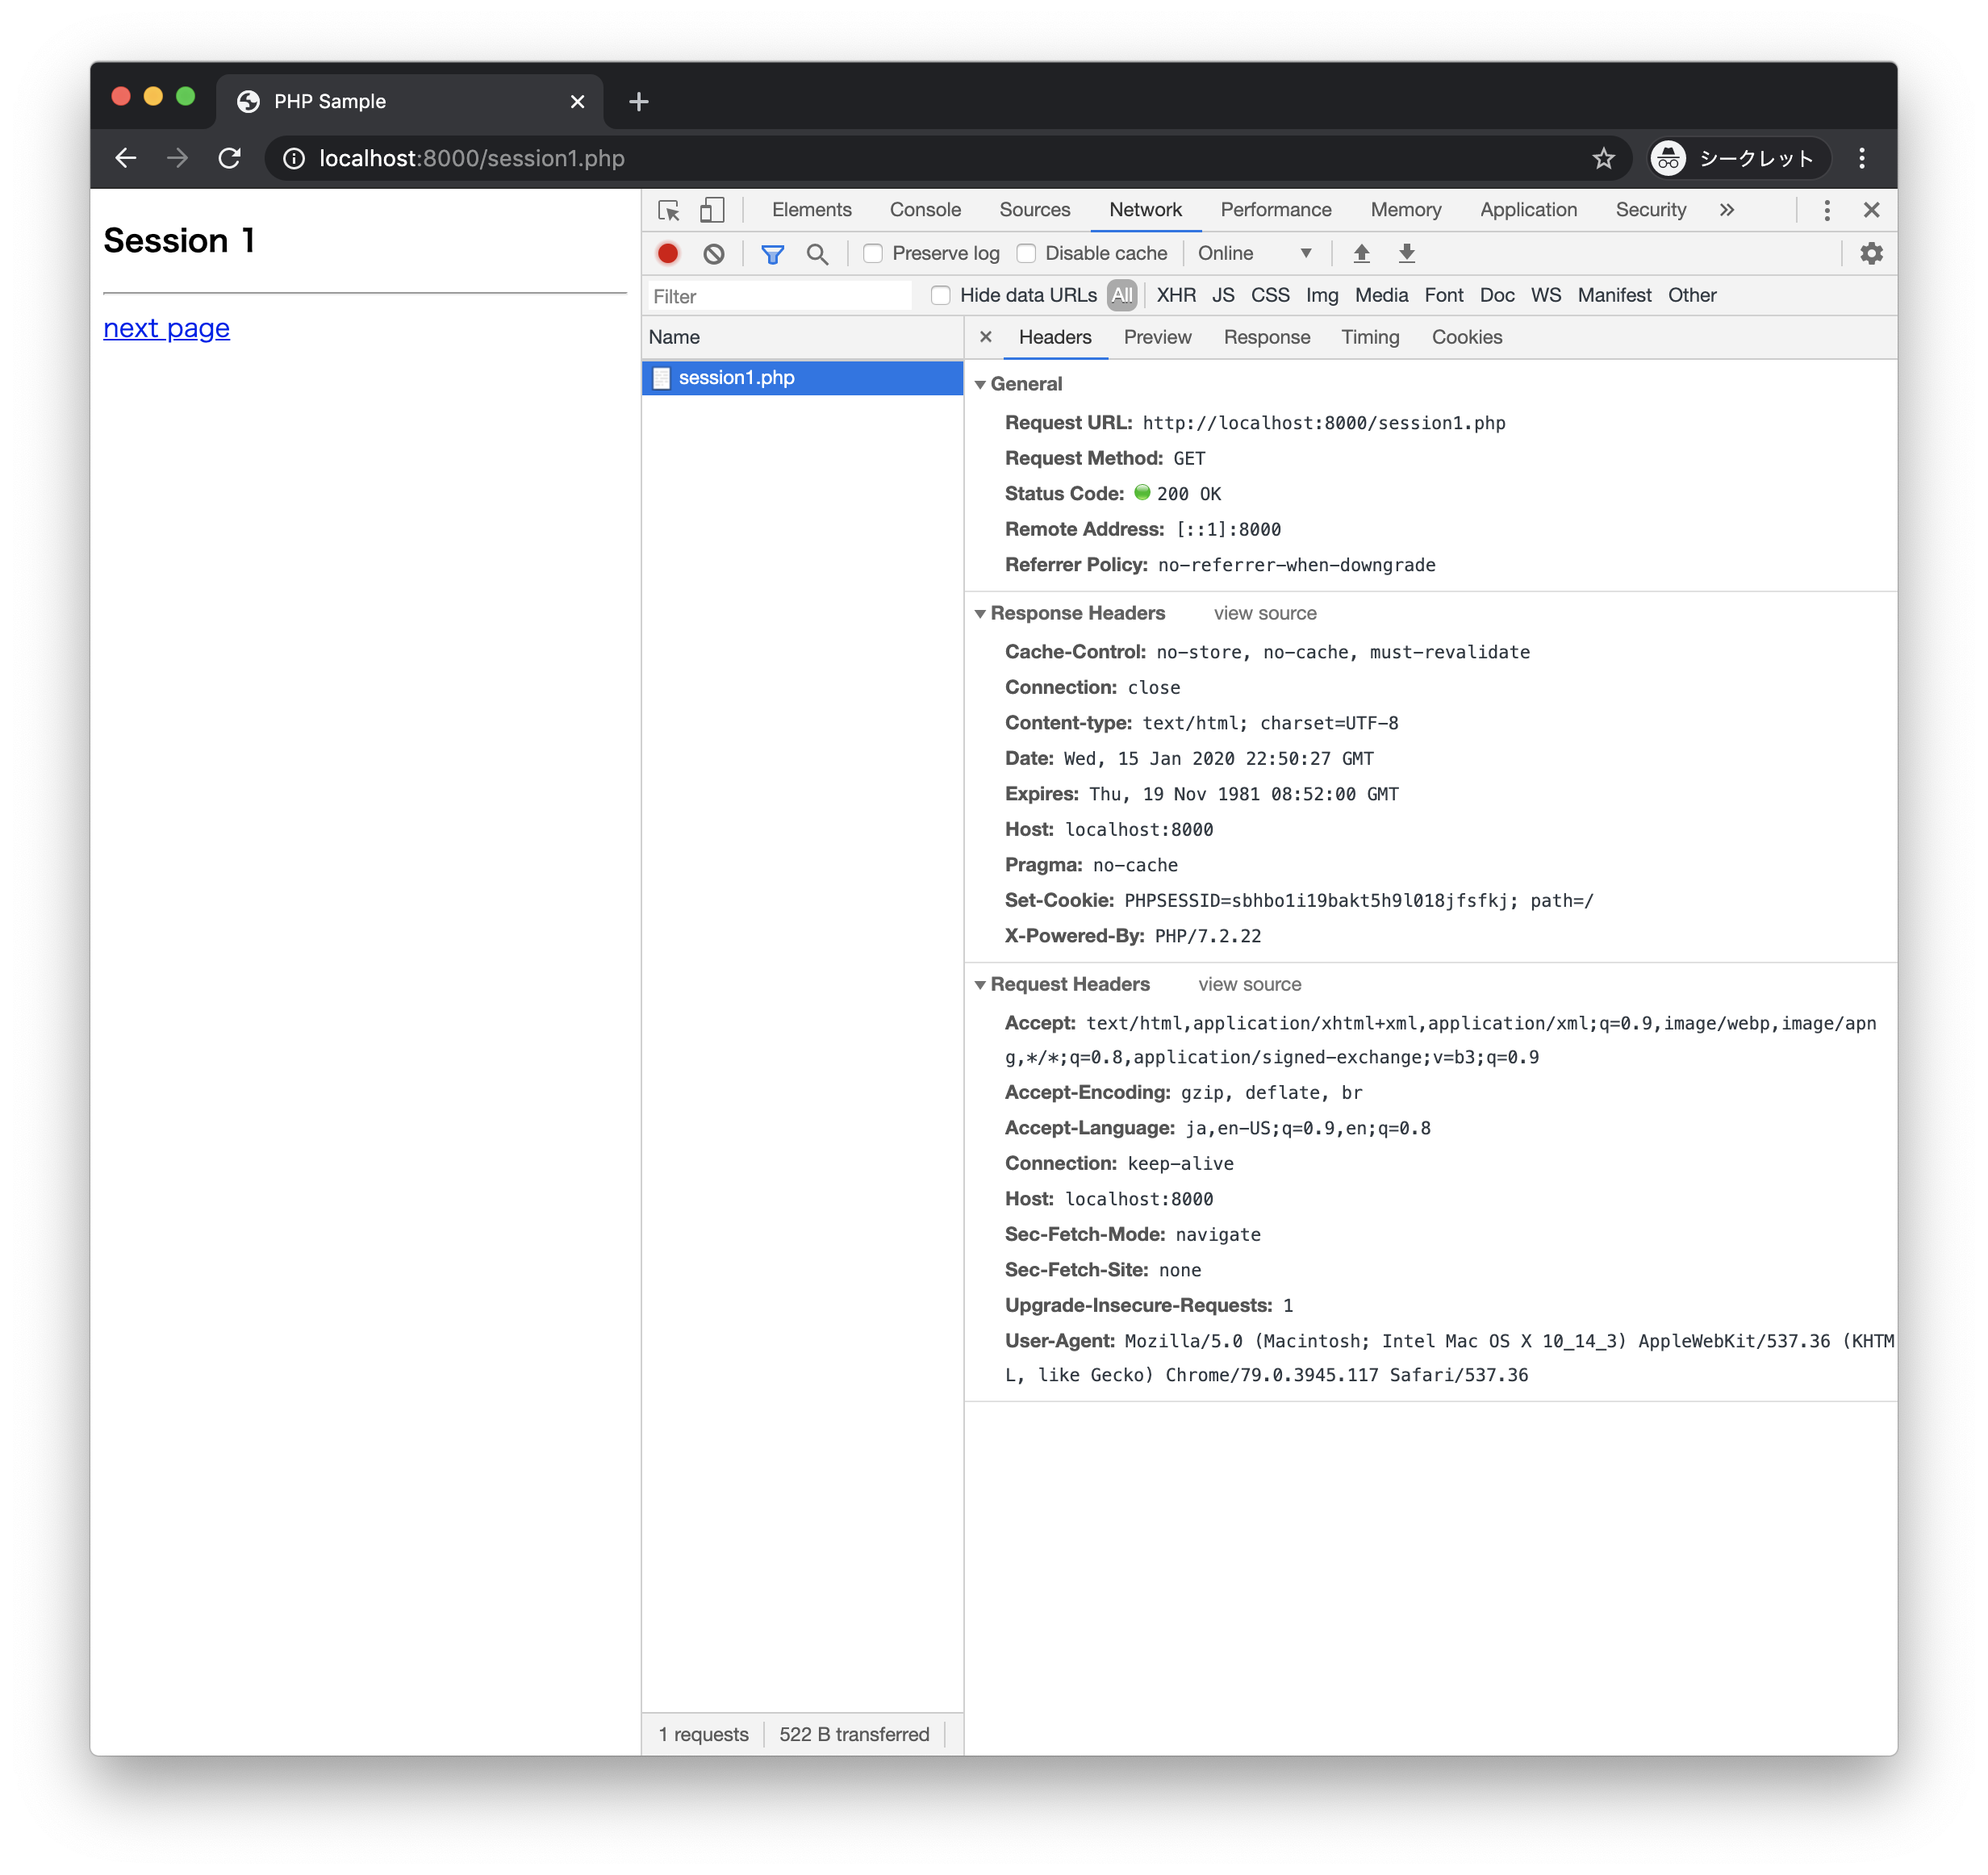 PHP Sample
localhost:8000/session1.php
シークレット
Session 1
next page
Elements Console Sources Network Performance Memory Application Security
Preserve log Disable cache Online
Filter Hide data URLs All XHR JS CSS Img Media Font Doc WS Manifest Other
Name
session1.php
Headers Preview Response Timing Cookies
General
Request URL: http://localhost:8000/session1.php
Request Method: GET
Status Code: 200 OK
Remote Address: [::1]:8000
Referrer Policy: no-referrer-when-downgrade
Response Headers view source
Cache-Control: no-store, no-cache, must-revalidate
Connection: close
Content-type: text/html; charset=UTF-8
Date: Wed, 15 Jan 2020 22:50:27 GMT
Expires: Thu, 19 Nov 1981 08:52:00 GMT
Host: localhost:8000
Pragma: no-cache
Set-Cookie: PHPSESSID=sbhbo1i19bakt5h9l018jfsfkj; path=/
X-Powered-By: PHP/7.2.22
Request Headers view source
Accept: text/html,application/xhtml+xml,application/xml;q=0.9,image/webp,image/apn
g,*/*;q=0.8,application/signed-exchange;v=b3;q=0.9
Accept-Encoding: gzip, deflate, br
Accept-Language: ja,en-US;q=0.9,en;q=0.8
Connection: keep-alive
Host: localhost:8000
Sec-Fetch-Mode: navigate
Sec-Fetch-Site: none
Upgrade-Insecure-Requests: 1
User-Agent: Mozilla/5.0 (Macintosh; Intel Mac OS X 10_14_3) AppleWebKit/537.36 (KHTM
L, like Gecko) Chrome/79.0.3945.117 Safari/537.36
1 requests 522 B transferred